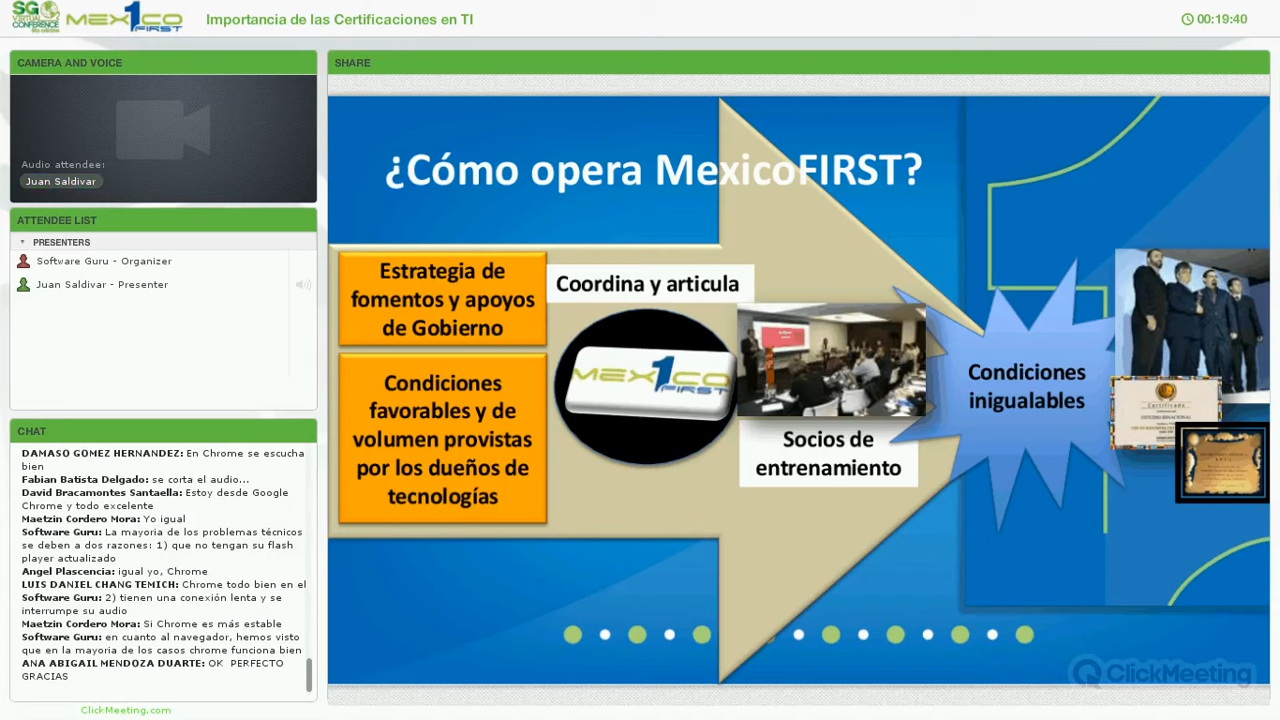 SG
VIRTUAL
CONFERENCE
MEX1CO
FIRST
Importancia de las Certificaciones en TI
00:19:40
CAMERA AND VOICE
Audio attendee:
Juan Saldivar
ATTENDEE LIST
PRESENTERS
Software Guru - Organizer
Juan Saldivar - Presenter
CHAT
DAMASO GOMEZ HERNANDEZ: En Chrome se escucha
bien
Fabian Batista Delgado: se corta el audio...
David Bracamontes Santaella: Estoy desde Google
Chrome y todo excelente
Maetzin Cordero Mora: Yo igual
Software Guru: La mayoria de los problemas técnicos
se deben a dos razones: 1) que no tengan su flash
player actualizado
Angel Plascencia: igual yo, Chrome
LUIS DANIEL CHANG TEMICH: Chrome todo bien en el
Software Guru: 2) tienen una conexión lenta y se
interrumpe su audio
Maetzin Cordero Mora: Si Chrome es más estable
Software Guru: en cuanto al navegador, hemos visto
que en la mayoria de los casos chrome funciona bien
ANA ABIGAIL MENDOZA DUARTE: OK PERFECTO
GRACIAS
ClickMeeting.com
SHARE
¿Cómo opera MexicoFIRST?
Estrategia de
fomentos y apoyos
de Gobierno
Condiciones
favorables y de
volumen provistas
por los dueños de
tecnologías
Coordina y articula
MEX1CO
FIRST
Socios de
entrenamiento
Condiciones
inigualables
Certificado
ClickMeeting